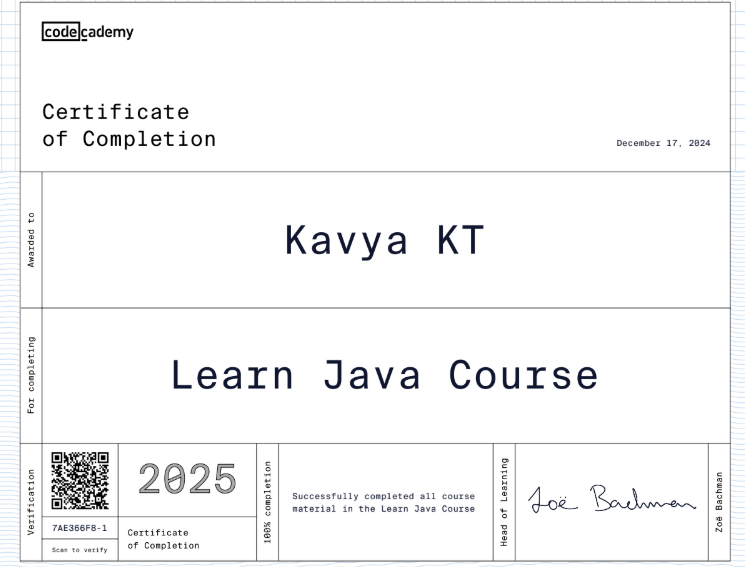 codecademy
Certificate
of Completion
December 17, 2024
Awarded to
Kavya KT
For completing
Learn Java Course
Verification
7AE366F8-1
Scan to verify
2025
Certificate
of Completion
100% completion
Successfully completed all course
material in the Learn Java Course
Head of Learning
Zoë Bachman
Zoë Bachman